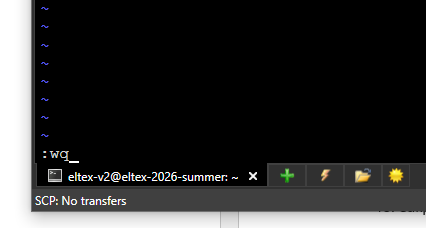 ~
~
~
~
~
~
~
~
:wq
eltex-v2@eltex-2026-summer: ~
SCP: No transfers